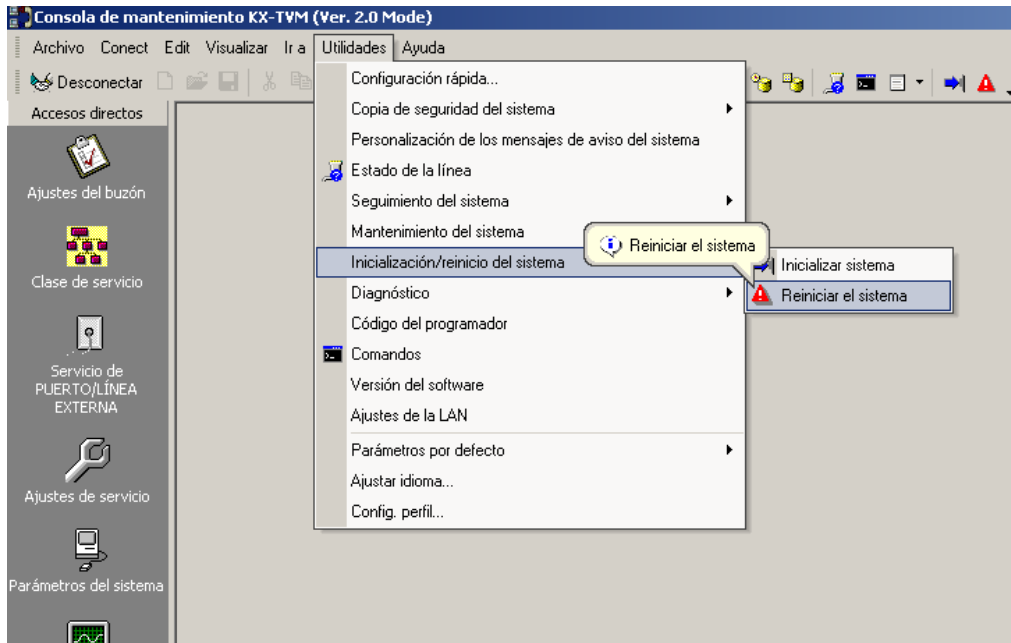 Consola de mantenimiento KX-TVM (Ver. 2.0 Mode)
Archivo Conect Edit Visualizar Ir a Utilidades Ayuda
Desconectar
Accesos directos
Ajustes del buzón
Clase de servicio
Servicio de
PUERTO/LÍNEA
EXTERNA
Ajustes de servicio
Parámetros del sistema
Configuración rápida...
Copia de seguridad del sistema
Personalización de los mensajes de aviso del sistema
Estado de la línea
Seguimiento del sistema
Mantenimiento del sistema
Inicialización/reinicio del sistema
Diagnóstico
Código del programador
Comandos
Versión del software
Ajustes de la LAN
Parámetros por defecto
Ajustar idioma...
Config. perfil...
Reiniciar el sistema
Inicializar sistema
Reiniciar el sistema